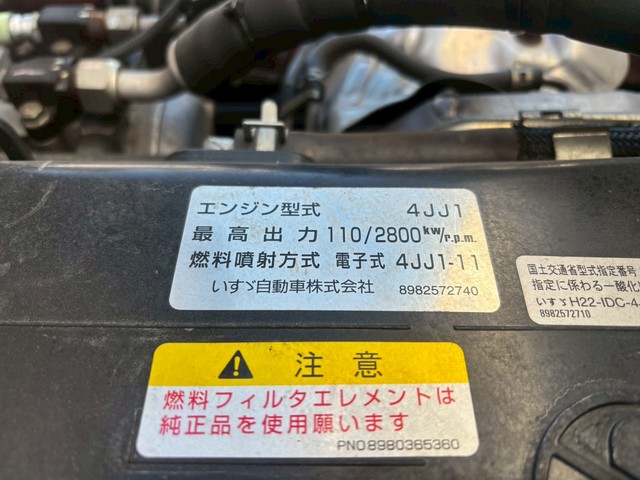 エンジン型式 4JJ1
最高出力 110/2800kW/r.p.m.
燃料噴射方式 電子式 4JJ1-11
いすゞ自動車株式会社 8982572740
国土交通省型式指定番号
指定に係わる一酸化
いすゞH22-IDC-4
8982572710
⚠ 注意
燃料フィルタエレメントは
純正品を使用願います
PNO8980365360